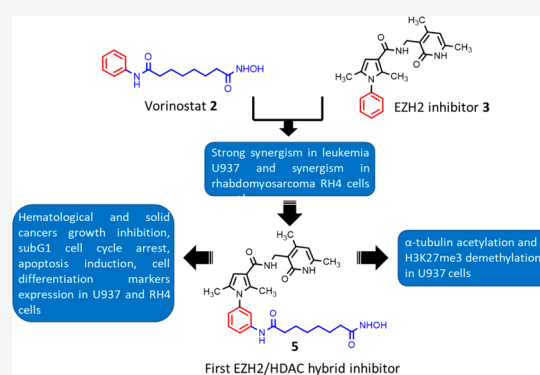 CH₃
O
N
H
O
H
N
O
NHOH
Vorinostat 2
O
NH
H₃C
CH₃
O
NH
H₃C
N
CH₃
EZH2 inhibitor 3
Strong synergism in leukemia
U937 and synergism in
rhabdomyosarcoma RH4 cells
Hematological and solid
cancers growth inhibition,
subG1 cell cycle arrest,
apoptosis induction, cell
differentiation markers
expression in U937 and RH4
cells
α-tubulin acetylation and
H3K27me3 demethylation
in U937 cells
H₃C
O
NH
CH₃
O
NH
H₃C
N
CH₃
O
N
H
O
NHOH
5
First EZH2/HDAC hybrid inhibitor